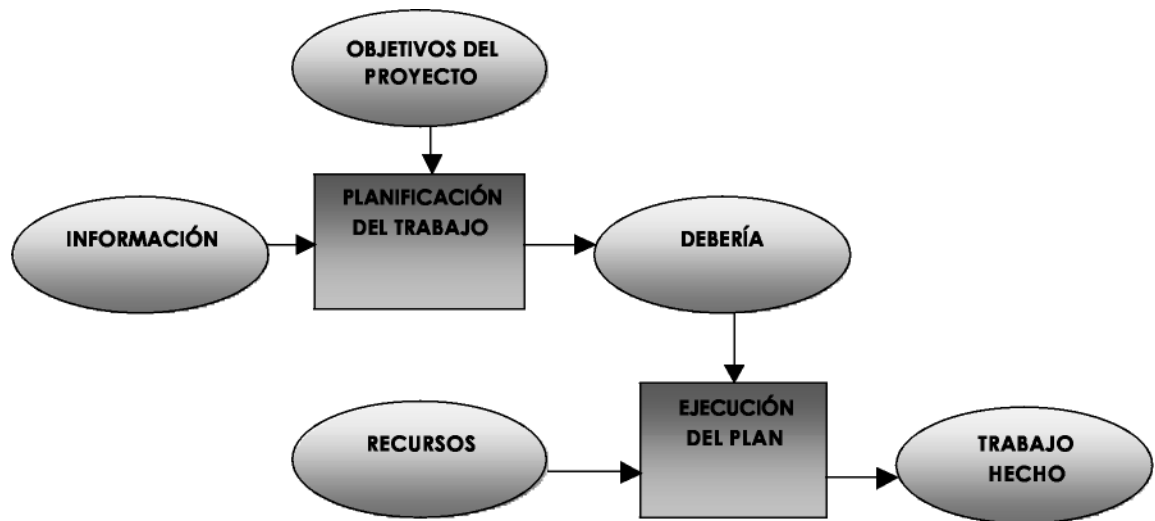 OBJETIVOS DEL
PROYECTO
PLANIFICACIÓN
DEL TRABAJO
INFORMACIÓN
DEBERÍA
EJECUCIÓN
DEL PLAN
RECURSOS
TRABAJO
HECHO